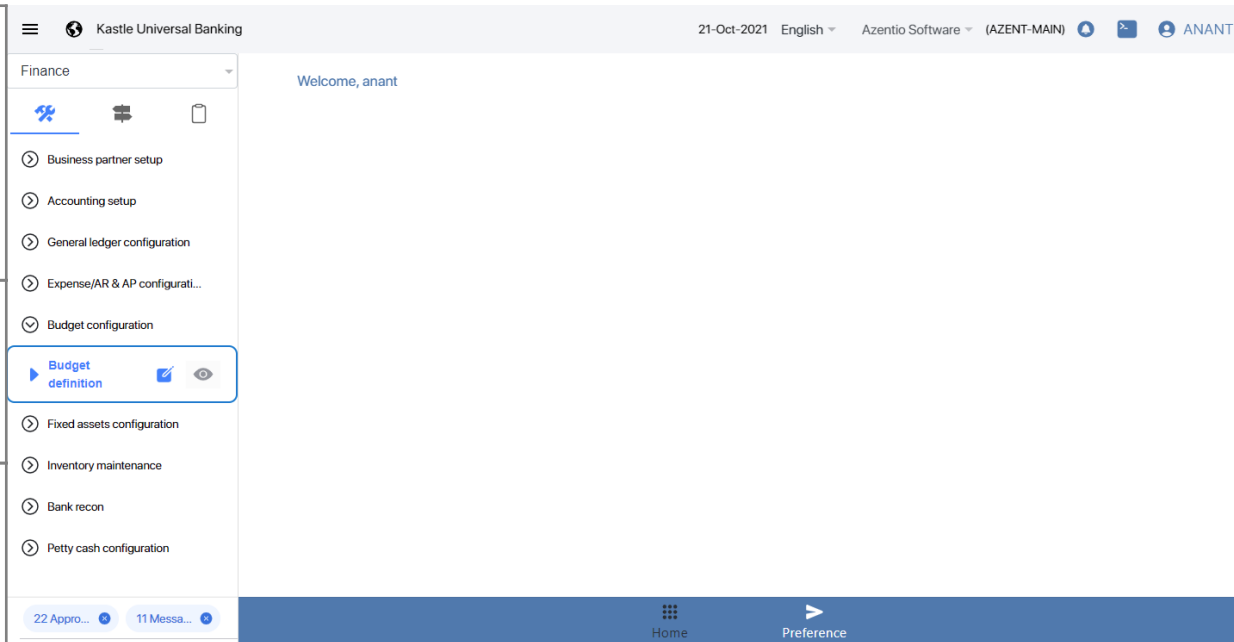 Kastle Universal Banking
21-Oct-2021 English Azentio Software (AZENT-MAIN) ANANT
Finance
Welcome, anant
Business partner setup
Accounting setup
General ledger configuration
Expense/AR & AP configurati...
Budget configuration
Budget
definition
Fixed assets configuration
Inventory maintenance
Bank recon
Petty cash configuration
22 Appro... 11 Messa...
Home Preference